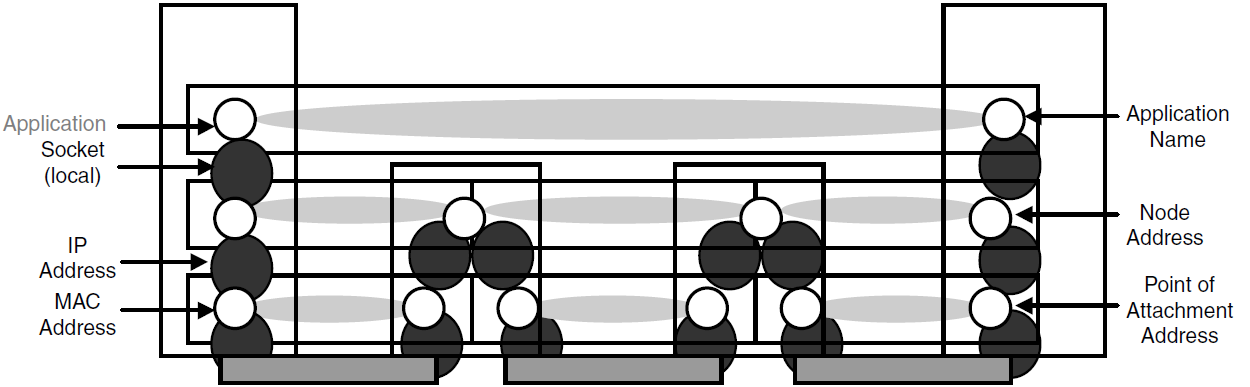 Application
Socket
(local)
IP
Address
MAC
Address
Application
Name
Node
Address
Point of
Attachment
Address